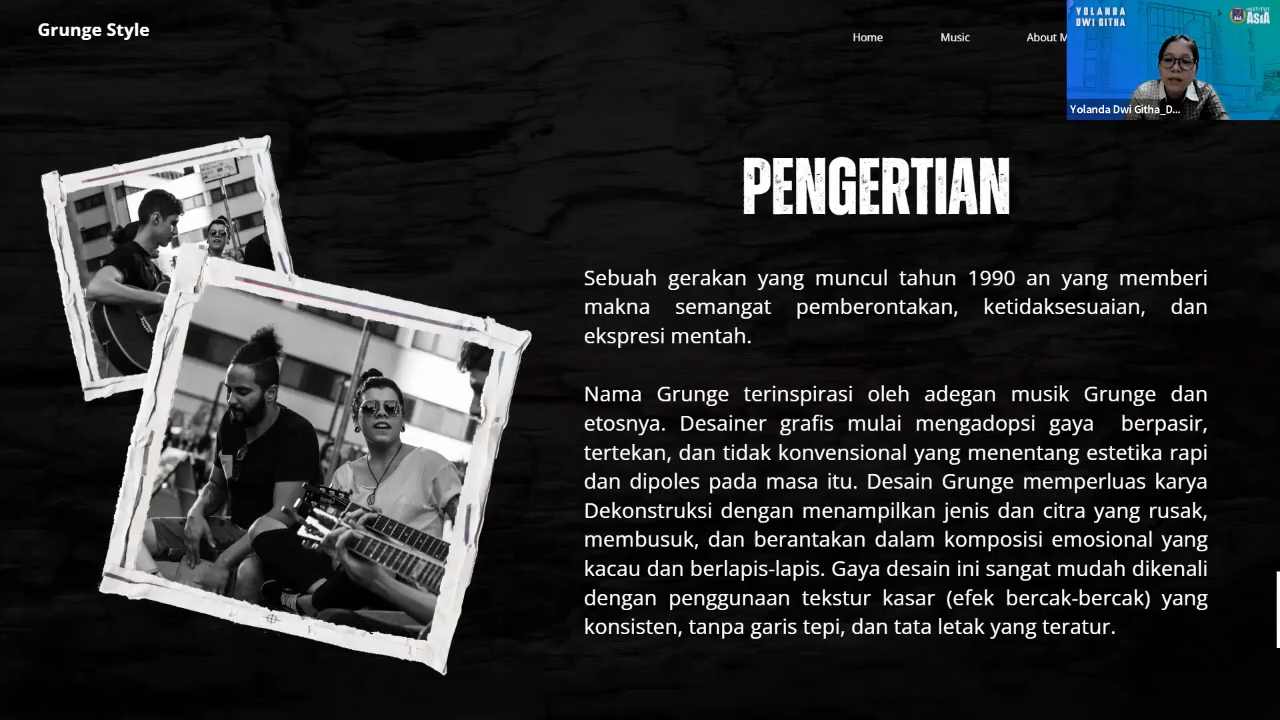 Grunge Style
Home
Music
About M
YOLANDA
DWI GITHA
INSTITUT
ASIA
Yolanda Dwi Githa_D...
PENGERTIAN
Sebuah gerakan yang muncul tahun 1990 an yang memberi
makna semangat pemberontakan, ketidaksesuaian, dan
ekspresi mentah.
Nama Grunge terinspirasi oleh adegan musik Grunge dan
etosnya. Desainer grafis mulai mengadopsi gaya berpasir,
tertekan, dan tidak konvensional yang menentang estetika rapi
dan dipoles pada masa itu. Desain Grunge memperluas karya
Dekonstruksi dengan menampilkan jenis dan citra yang rusak,
membusuk, dan berantakan dalam komposisi emosional yang
kacau dan berlapis-lapis. Gaya desain ini sangat mudah dikenali
dengan penggunaan tekstur kasar (efek bercak-bercak) yang
konsisten, tanpa garis tepi, dan tata letak yang teratur.